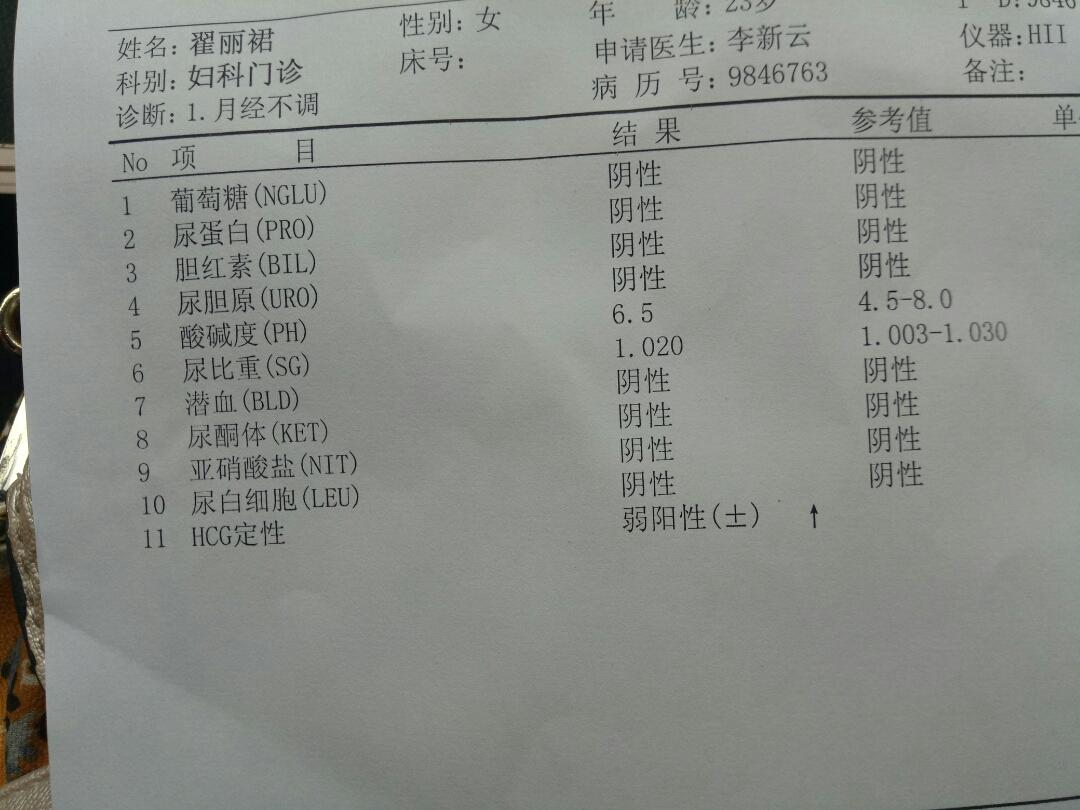 姓名: 翟丽裙 性别: 女 年 龄: 23岁
科别: 妇科门诊 床号: 申请医生: 李新云 仪器:HII
诊断: 1.月经不调 病 历 号: 9846763 备注:
No 项 目 结 果 参考值
1 葡萄糖(NGLU) 阴性 阴性
2 尿蛋白(PRO) 阴性 阴性
3 胆红素(BIL) 阴性 阴性
4 尿胆原(URO) 阴性 阴性
5 酸碱度(PH) 6.5 4.5-8.0
6 尿比重(SG) 1.020 1.003-1.030
7 潜血(BLD) 阴性 阴性
8 尿酮体(KET) 阴性 阴性
9 亚硝酸盐(NIT) 阴性 阴性
10 尿白细胞(LEU) 阴性 阴性
11 HCG定性 弱阳性(±) ↑